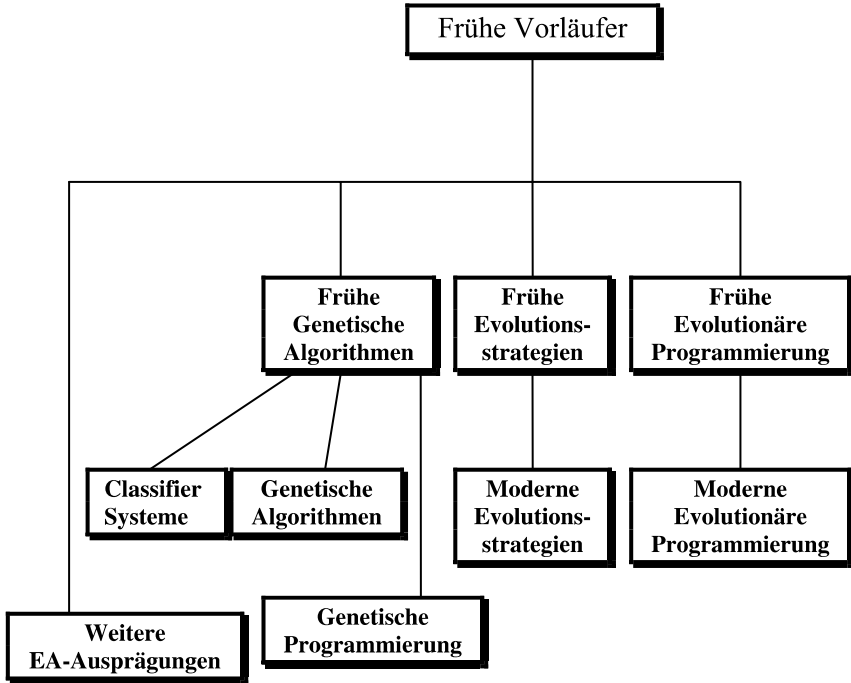 Frühe Vorläufer
Frühe
Genetische
Algorithmen
Frühe
Evolutions-
strategien
Frühe
Evolutionäre
Programmierung
Classifier
Systeme
Genetische
Algorithmen
Moderne
Evolutions-
strategien
Moderne
Evolutionäre
Programmierung
Weitere
EA-Ausprägungen
Genetische
Programmierung